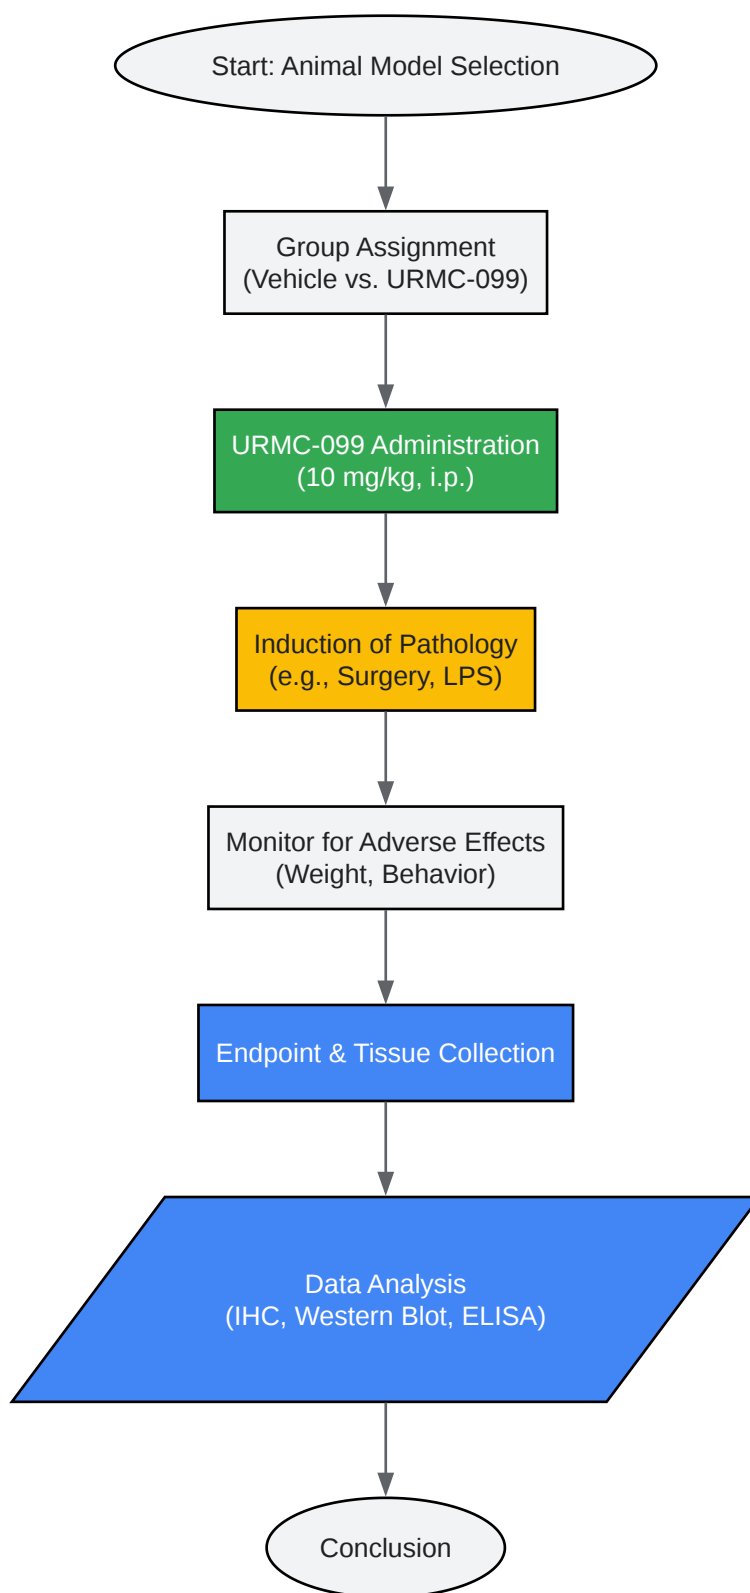 Start: Animal Model Selection
Group Assignment
(Vehicle vs. URMC-099)
URMC-099 Administration
(10 mg/kg, i.p.)
Induction of Pathology
(e.g., Surgery, LPS)
Monitor for Adverse Effects
(Weight, Behavior)
Endpoint & Tissue Collection
Data Analysis
(IHC, Western Blot, ELISA)
Conclusion